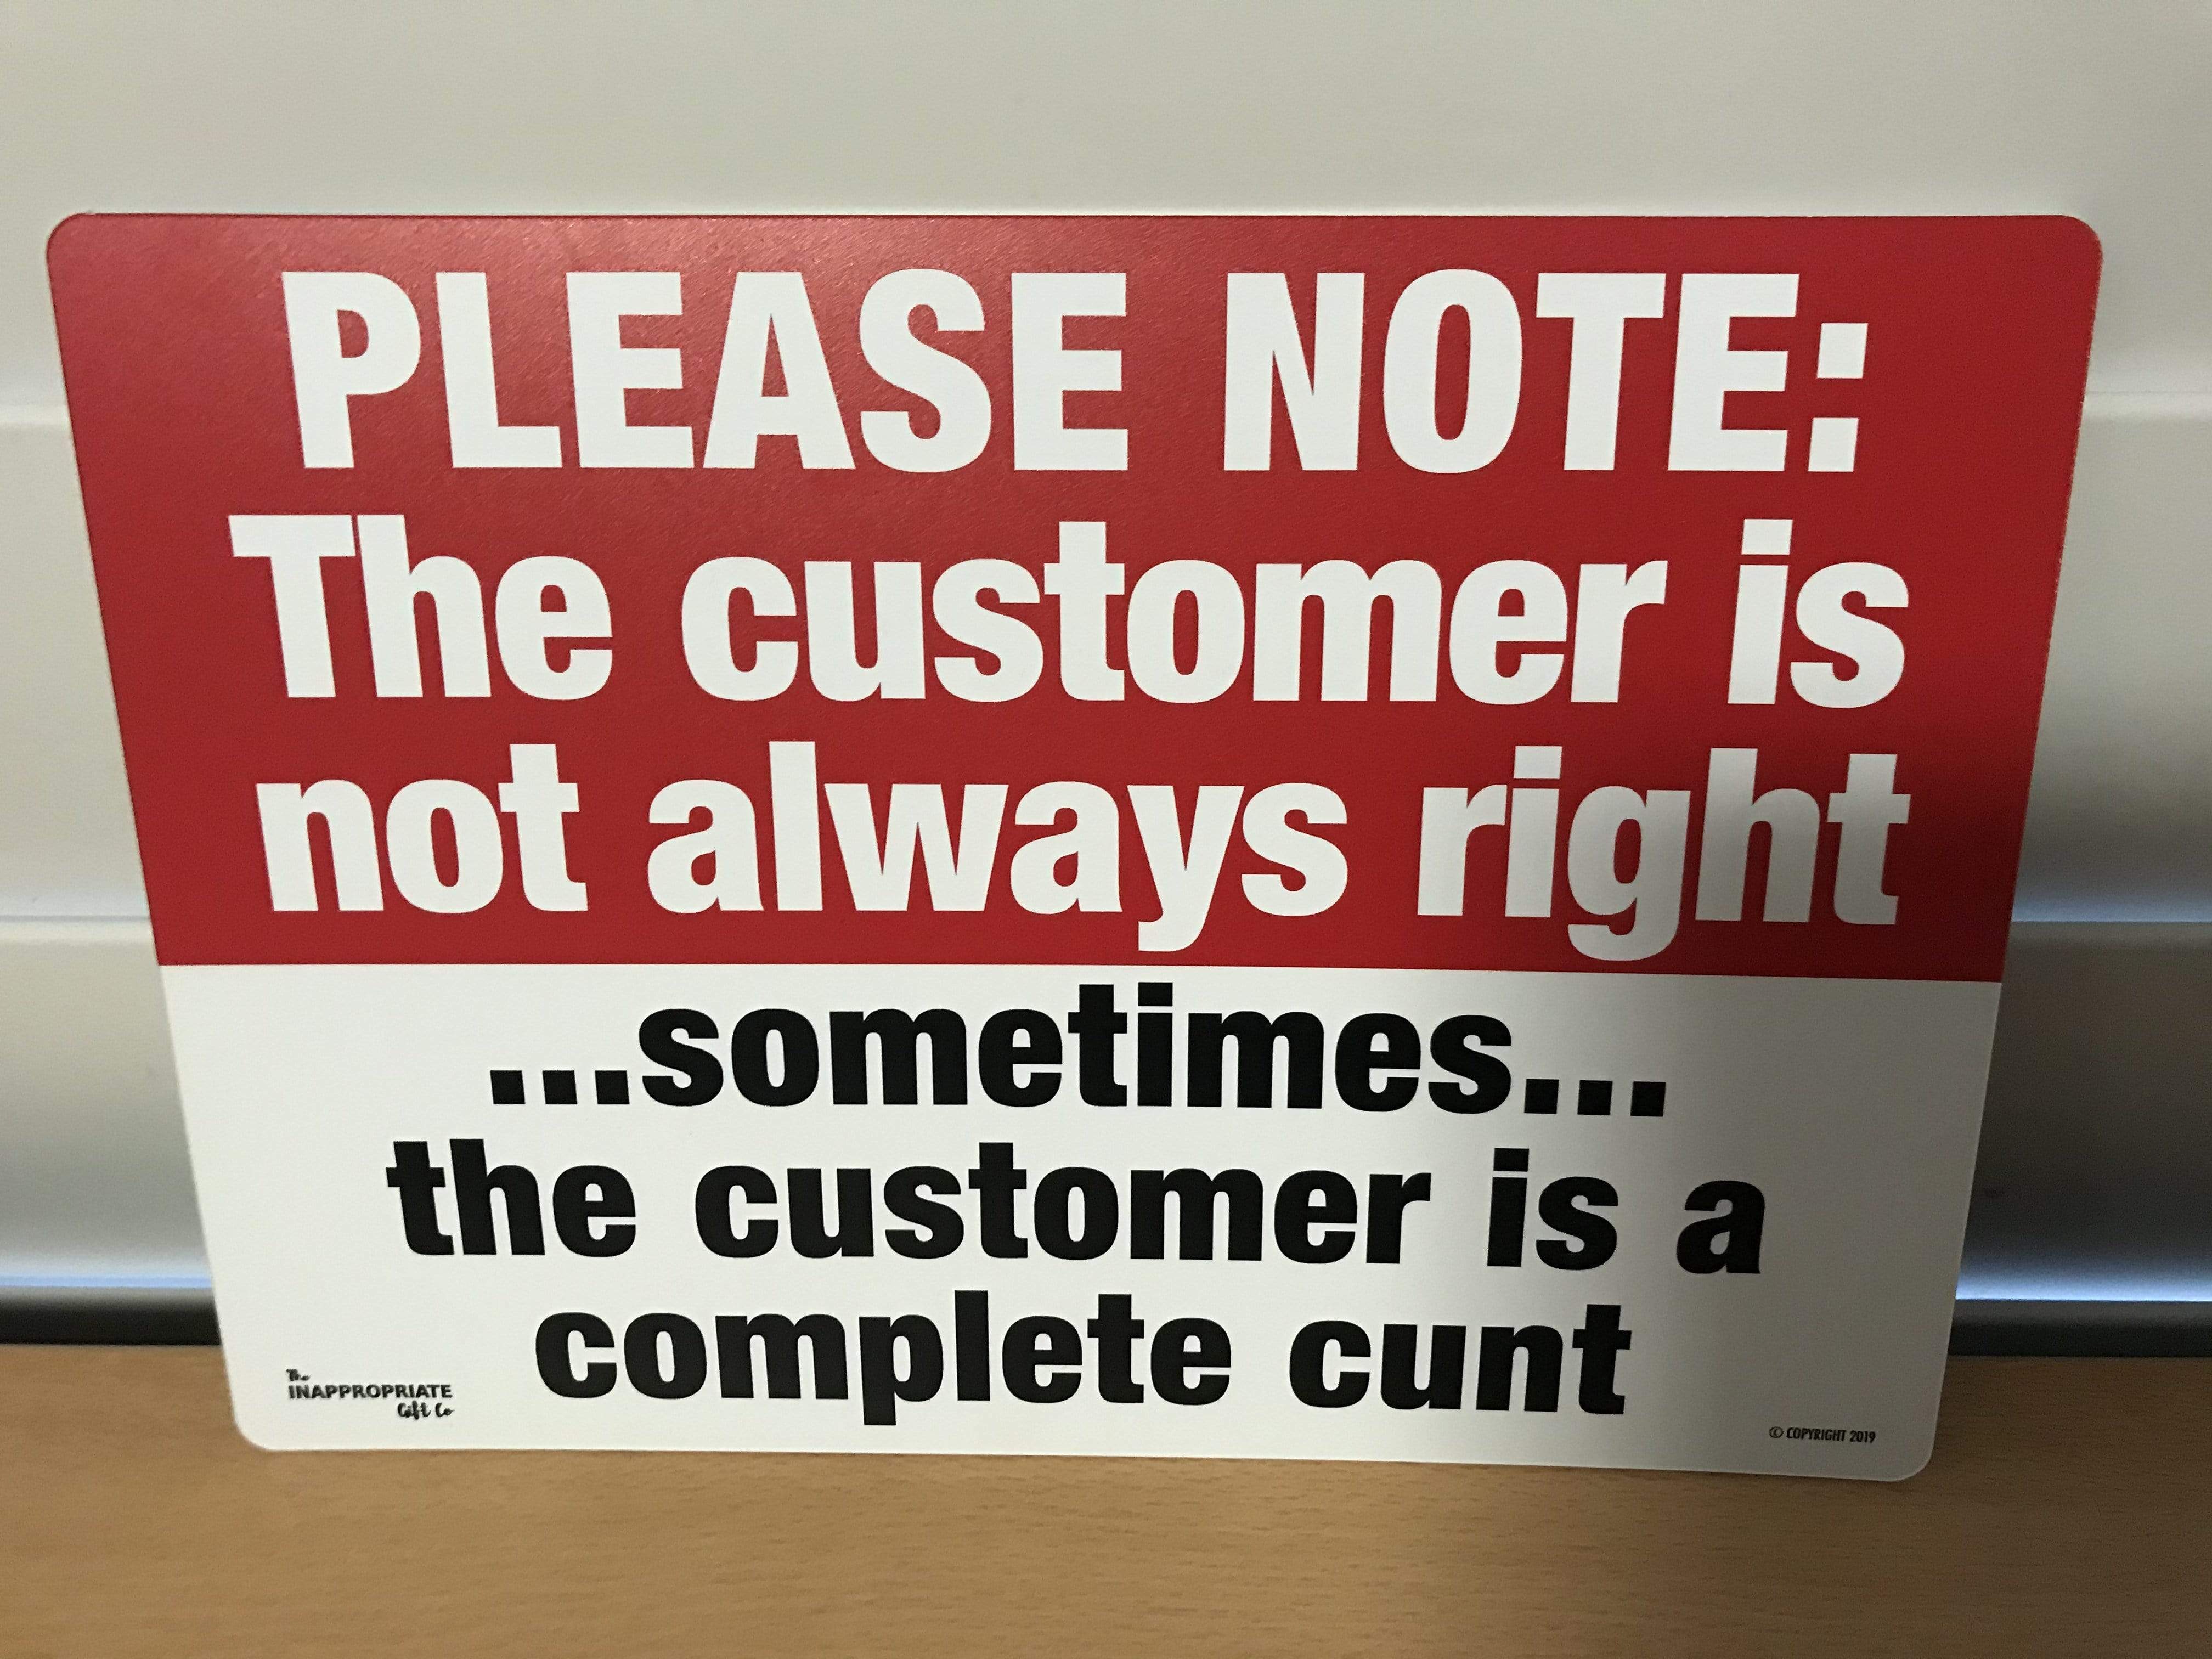 PLEASE NOTE:
The customer is
not always right
...sometimes...
the customer is a
complete cunt
The
INAPPROPRIATE
Gift Co
© COPYRIGHT 2019